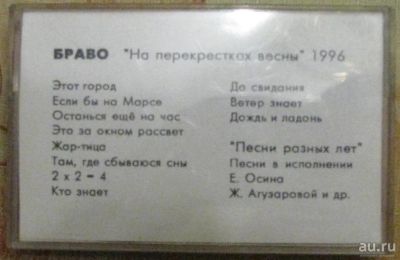 БРАВО "На перекрестках весны" 1996
Этот город
Если бы на Марсе
Останься ещё на час
Это за окном рассвет
Жар-тица
Там, где сбываюся сны
2 x 2 = 4
Кто знает
До свидания
Ветер знает
Дождь и ладонь
"Песни разных лет"
Песни в исполнении
Е. Осина
Ж. Агузаровой и др.
au.ru